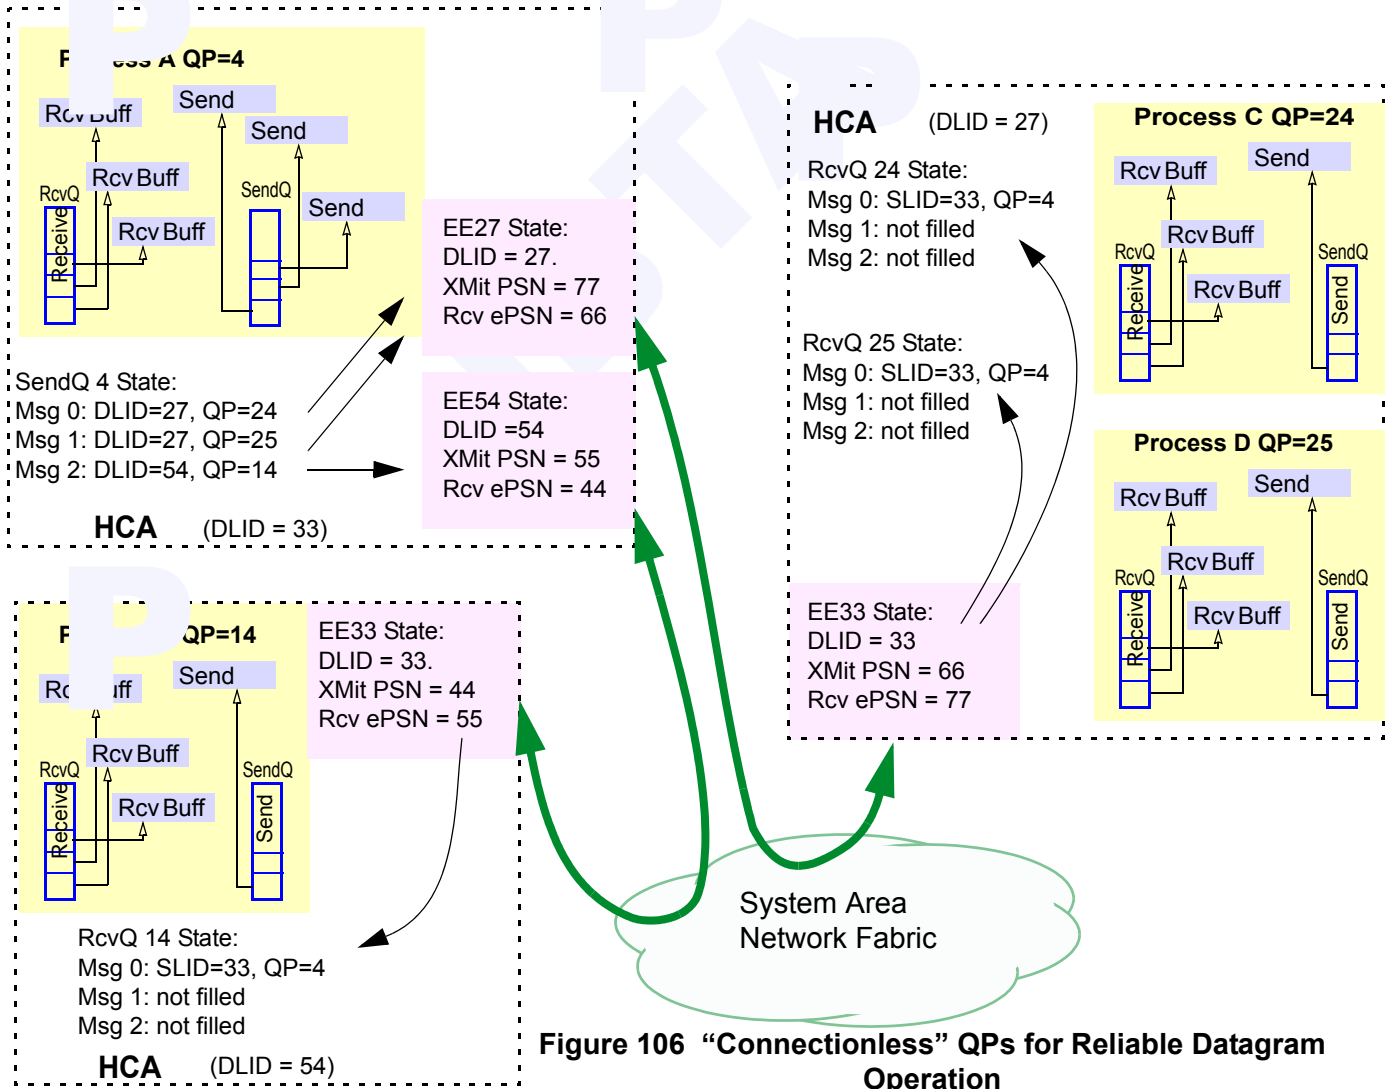 A QP=4
Rcv Buff
Send
Send
Rcv Buff
RcvQ
SendQ
Send
Receive
Rcv Buff
EE27 State:
DLID = 27.
XMit PSN = 77
Rcv ePSN = 66
SendQ 4 State:
Msg 0: DLID=27, QP=24
Msg 1: DLID=27, QP=25
Msg 2: DLID=54, QP=14
EE54 State:
DLID =54
XMit PSN = 55
Rcv ePSN = 44
HCA (DLID = 33)
HCA (DLID = 27)
RcvQ 24 State:
Msg 0: SLID=33, QP=4
Msg 1: not filled
Msg 2: not filled
RcvQ 25 State:
Msg 0: SLID=33, QP=4
Msg 1: not filled
Msg 2: not filled
EE33 State:
DLID = 33
XMit PSN = 66
Rcv ePSN = 77
Process C QP=24
Send
Rcv Buff
Rcv Buff
RcvQ
SendQ
Receive
Rcv Buff
Send
Process D QP=25
Send
Rcv Buff
Rcv Buff
RcvQ
SendQ
Receive
Rcv Buff
Send
QP=14
Send
Rcv Buff
RcvQ
SendQ
Receive
Rcv Buff
Send
EE33 State:
DLID = 33.
XMit PSN = 44
Rcv ePSN = 55
RcvQ 14 State:
Msg 0: SLID=33, QP=4
Msg 1: not filled
Msg 2: not filled
HCA (DLID = 54)
System Area
Network Fabric
Figure 106 “Connectionless” QPs for Reliable Datagram
Operation